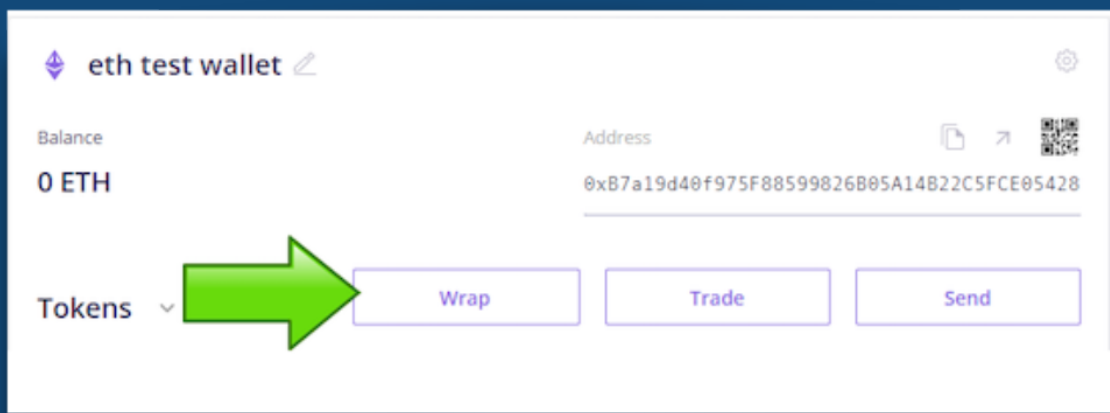 eth test wallet
Balance
Address
0 ETH
0xB7a19d40f975F88599826B05A14B22C5FCE05428
Tokens
Wrap
Trade
Send